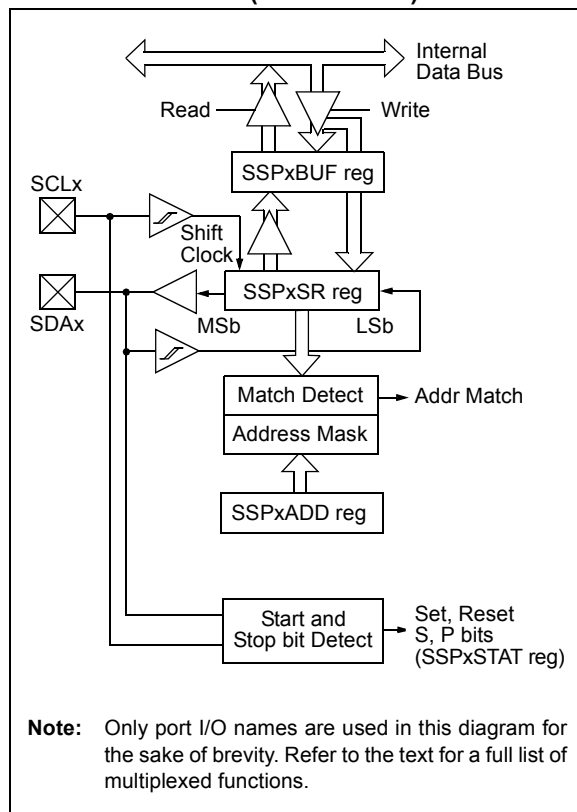 Internal
Data Bus
Read
Write
SSPxBUF reg
SCLx
Shift
Clock
SSPxSR reg
SDAx
MSb
LSb
Match Detect
Addr Match
Address Mask
SSPxADD reg
Start and
Stop bit Detect
Set, Reset
S, P bits
(SSPxSTAT reg)
Note: Only port I/O names are used in this diagram for
the sake of brevity. Refer to the text for a full list of
multiplexed functions.